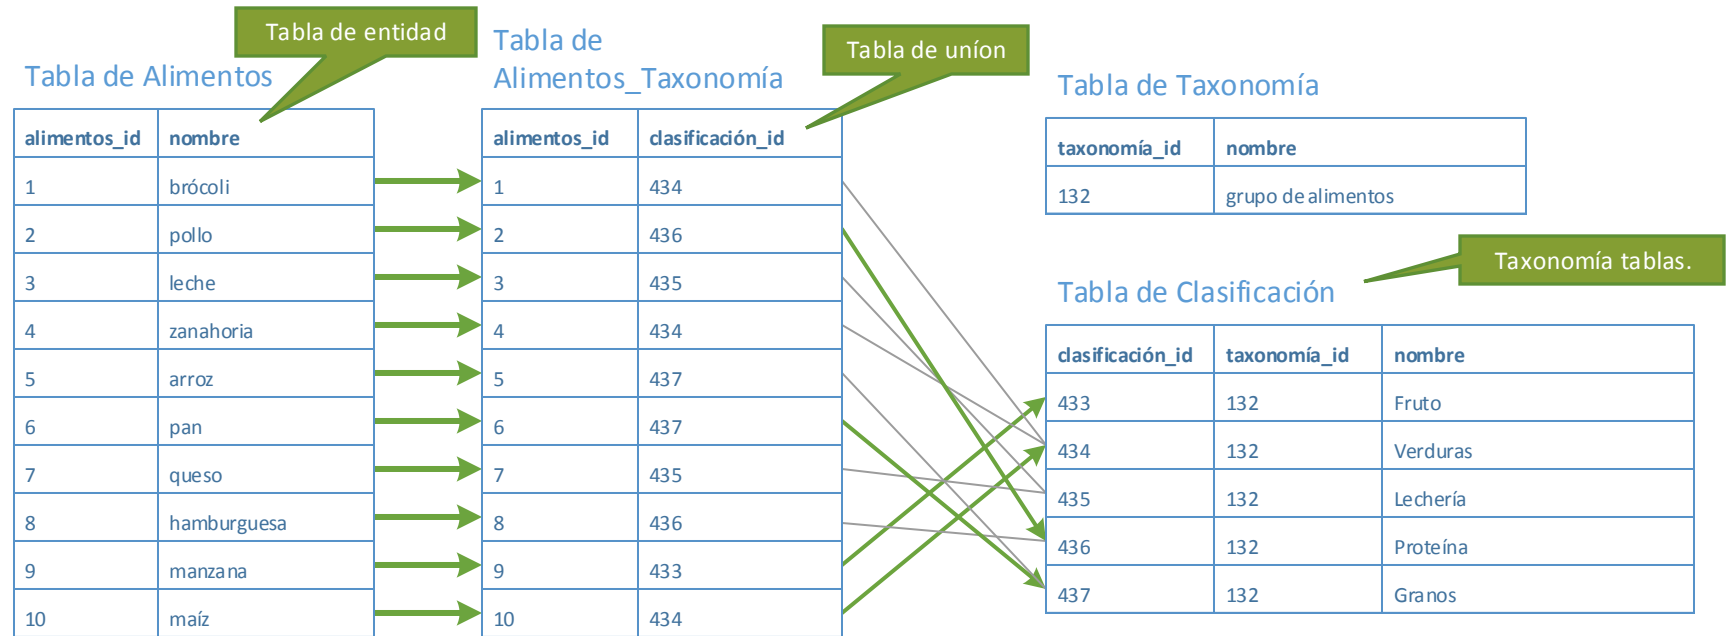 Tabla de entidad
Tabla de Alimentos
alimentos_id nombre
1 brócoli
2 pollo
3 leche
4 zanahoria
5 arroz
6 pan
7 queso
8 hamburguesa
9 manzana
10 maíz
Tabla de
Alimentos_Taxonomía
Tabla de uníon
alimentos_id clasificación_id
1 434
2 436
3 435
4 434
5 437
6 437
7 435
8 436
9 433
10 434
Tabla de Taxonomía
taxonomía_id nombre
132 grupo de alimentos
Taxonomía tablas.
Tabla de Clasificación
clasificación_id taxonomía_id nombre
433 132 Fruto
434 132 Verduras
435 132 Lechería
436 132 Proteína
437 132 Granos